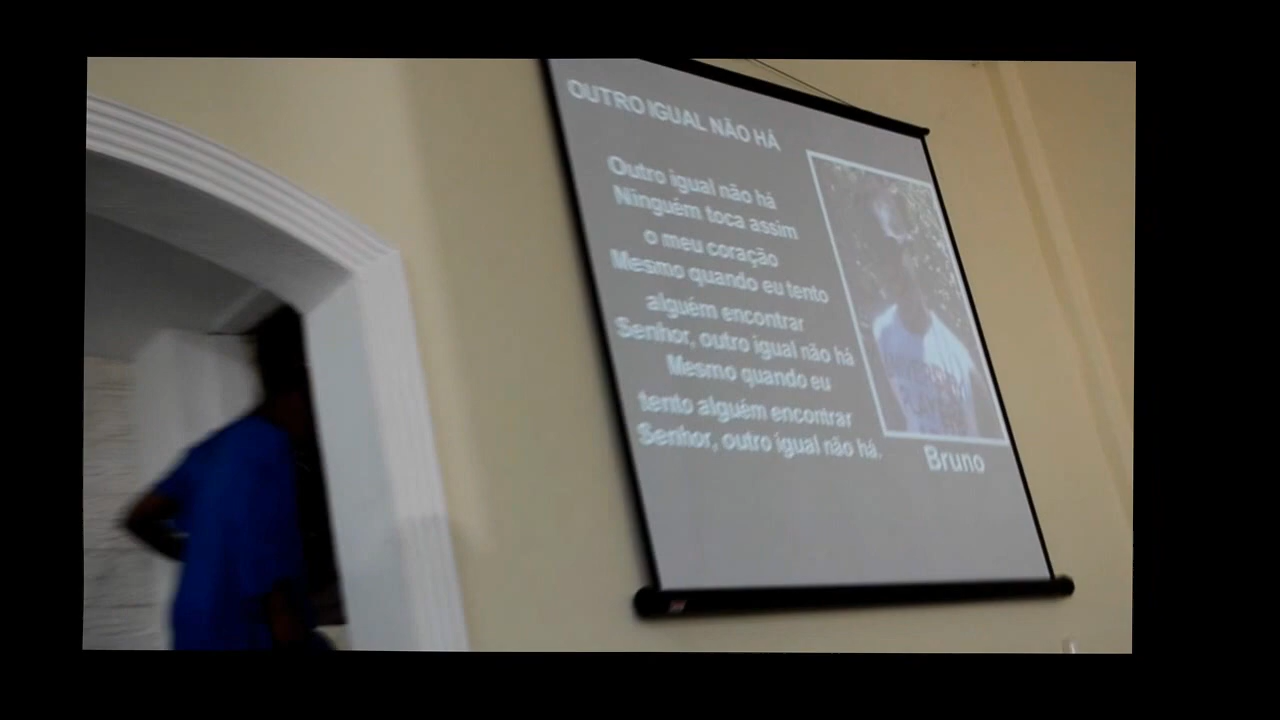 OUTRO IGUAL NÃO HÁ
Outro igual não há
Ninguém toca assim
o meu coração
Mesmo quando eu tento
alguém encontrar
Senhor, outro igual não há
Mesmo quando eu
tento alguém encontrar
Senhor, outro igual não há.
Bruno